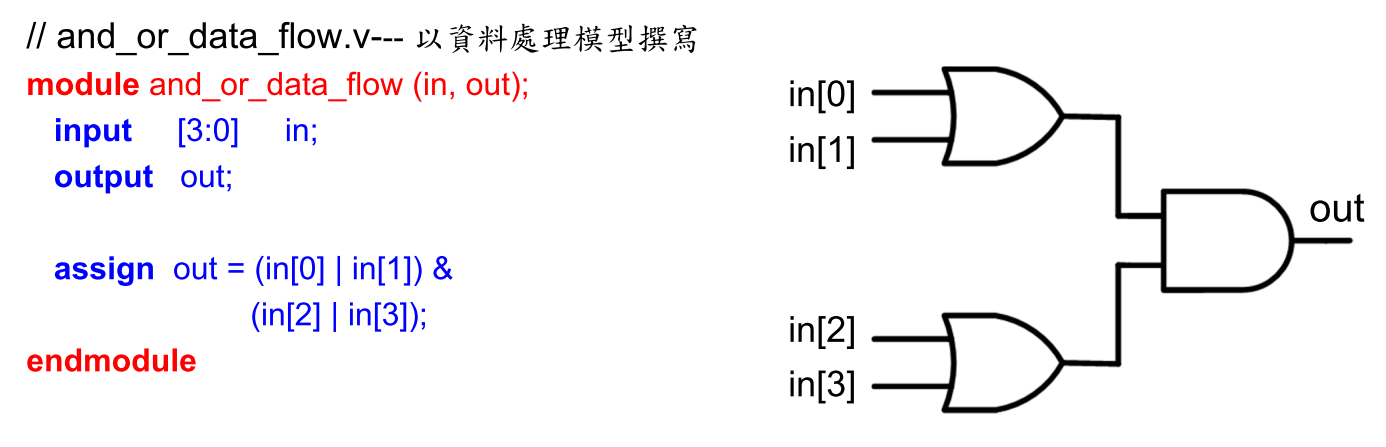 // and_or_data_flow.v--- 以資料處理模型撰寫
module and_or_data_flow (in, out);
input [3:0] in;
output out;
assign out = (in[0] | in[1]) &
(in[2] | in[3]);
endmodule
in[0]
in[1]
out
in[2]
in[3]